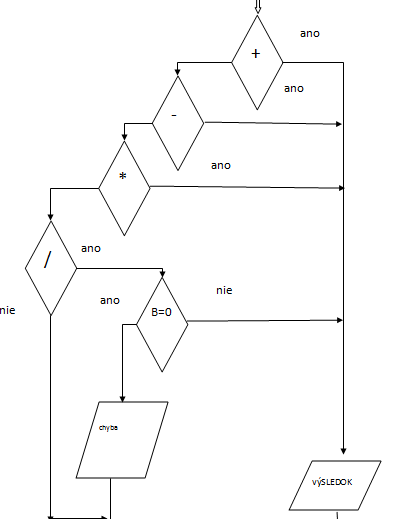 ano
+
ano
-
ano
*
ano
/
ano
nie
nie
B=0
chyba
výSLEDOK